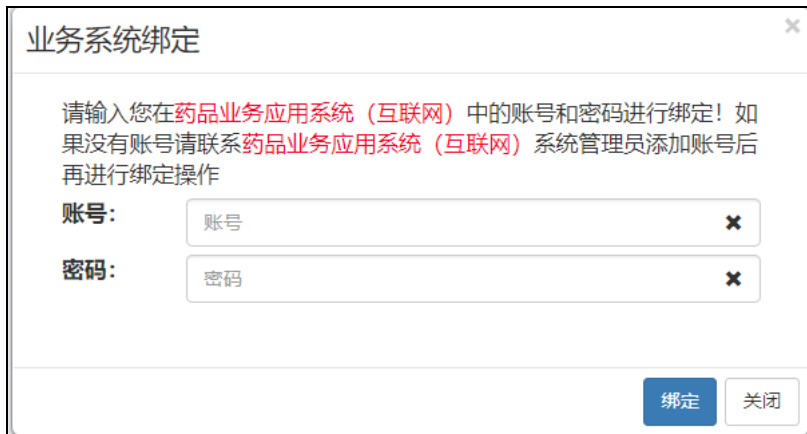 业务系统绑定
×
请输入您在药品业务应用系统（互联网）中的账号和密码进行绑定！如
果没有账号请联系药品业务应用系统（互联网）系统管理员添加账号后
再进行绑定操作
账号：
账号
密码：
密码
绑定
关闭